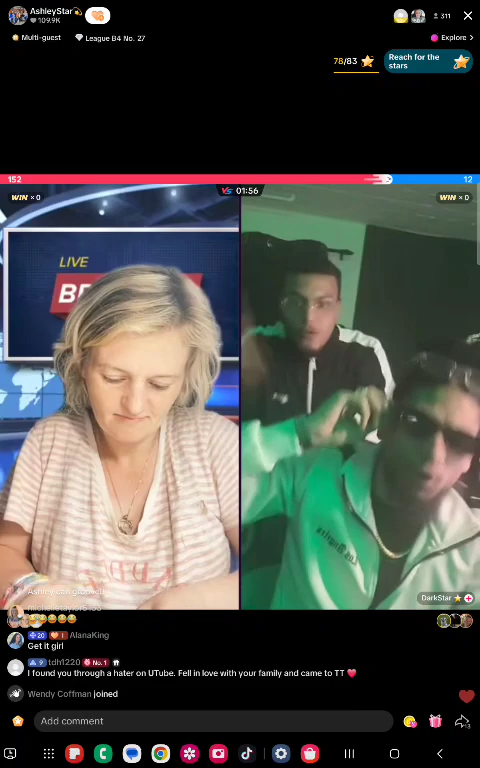 AshleyStar
109.9K
311
Multi-guest
League B4 No. 27
Explore >
78/83
Reach for the
stars
152
12
VS 01:56
WIN × 0
WIN × 0
LIVE
DarkStar
20
1
AlanaKing
Get it girl
9
tdh1220
No. 1
I found you through a hater on UTube. Fell in love with your family and came to TT
Wendy Coffman joined
Add comment